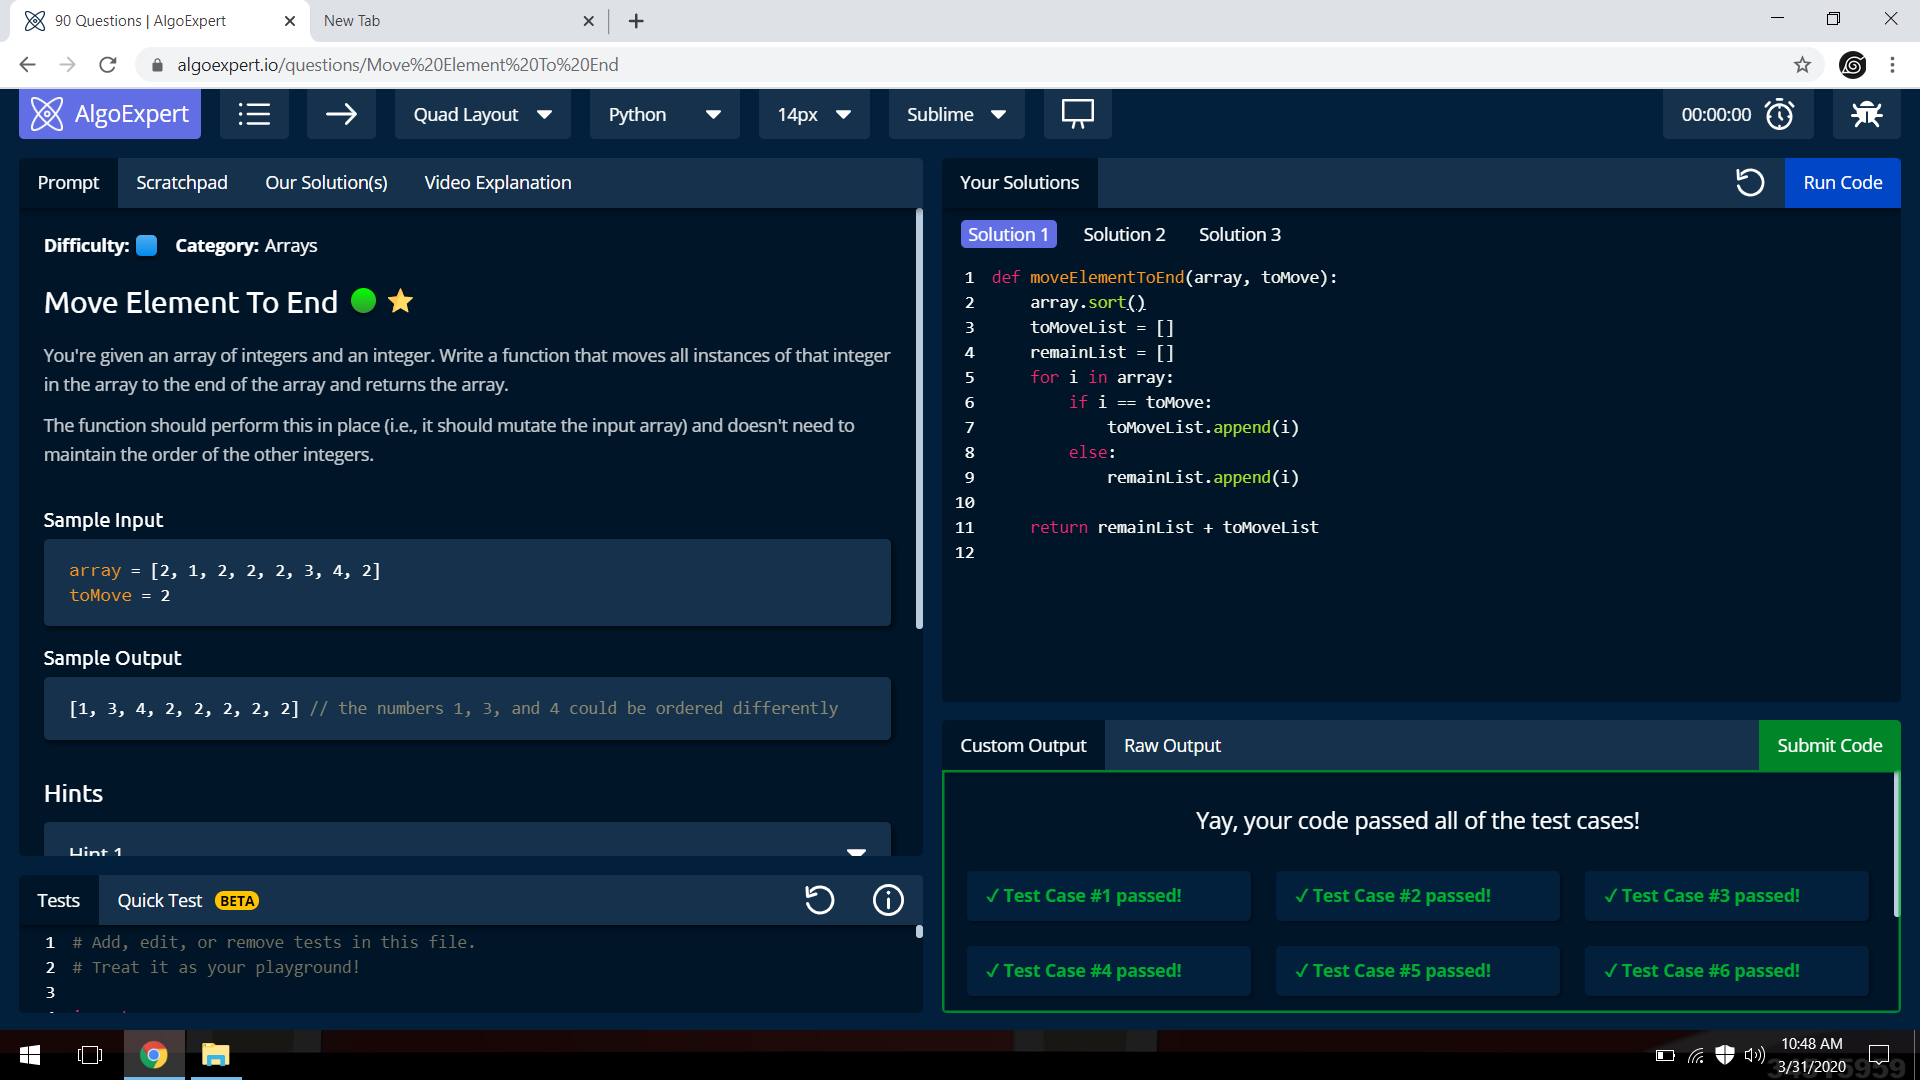 90 Questions | AlgoExpert
New Tab
algoexpert.io/questions/Move%20Element%20To%20End
AlgoExpert
Quad Layout
Python
14px
Sublime
00:00:00
Prompt
Scratchpad
Our Solution(s)
Video Explanation
Difficulty: Category: Arrays
Move Element To End
You're given an array of integers and an integer. Write a function that moves all instances of that integer
in the array to the end of the array and returns the array.
The function should perform this in place (i.e., it should mutate the input array) and doesn't need to
maintain the order of the other integers.
Sample Input
array = [2, 1, 2, 2, 2, 3, 4, 2]
toMove = 2
Sample Output
[1, 3, 4, 2, 2, 2, 2, 2] // the numbers 1, 3, and 4 could be ordered differently
Hints
Hint 1
Tests
Quick Test BETA
1 # Add, edit, or remove tests in this file.
2 # Treat it as your playground!
3
Your Solutions
Run Code
Solution 1
Solution 2
Solution 3
1 def moveElementToEnd(array, toMove):
2 array.sort()
3 toMoveList = []
4 remainList = []
5 for i in array:
6 if i == toMove:
7 toMoveList.append(i)
8 else:
9 remainList.append(i)
10
11 return remainList + toMoveList
12
Custom Output
Raw Output
Submit Code
Yay, your code passed all of the test cases!
✓ Test Case #1 passed!
✓ Test Case #2 passed!
✓ Test Case #3 passed!
✓ Test Case #4 passed!
✓ Test Case #5 passed!
✓ Test Case #6 passed!
10:48 AM
3/31/2020